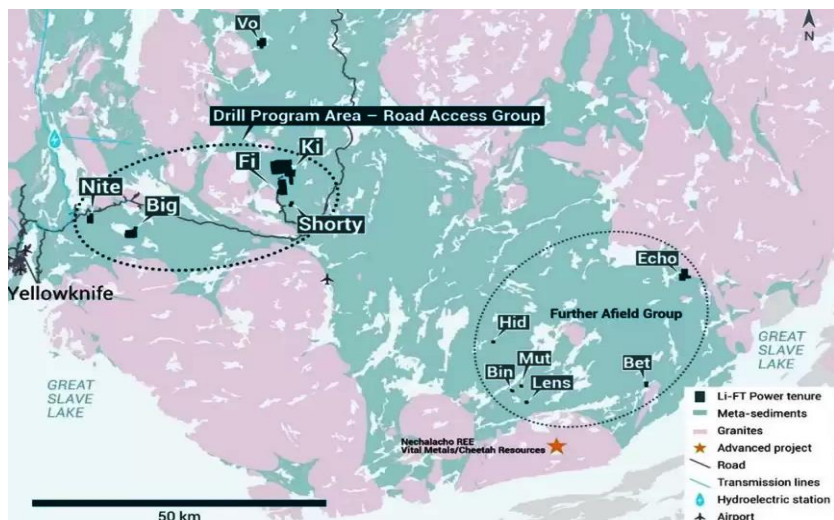 Vo
N
Drill Program Area – Road Access Group
Ki
Fi
Nite
Big
Shorty
Yellowknife
Echo
Further Afield Group
Hid
Mut
Bin
Lens
Bet
GREAT
SLAVE
LAKE
GREAT
SLAVE
LAKE
Nechalacho REE
Vital Metals/Cheetah Resources
50 km
Li-FT Power tenure
Meta-sediments
Granites
Advanced project
Road
Transmission lines
Hydroelectric station
Airport